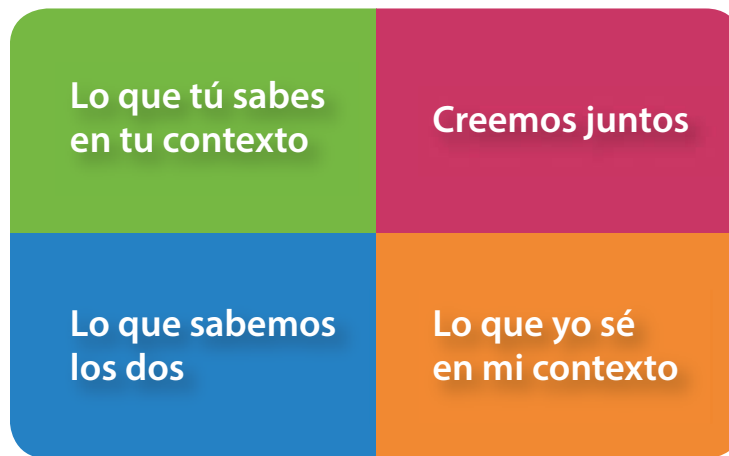 Lo que tú sabes
en tu contexto
Creemos juntos
Lo que sabemos
los dos
Lo que yo sé
en mi contexto